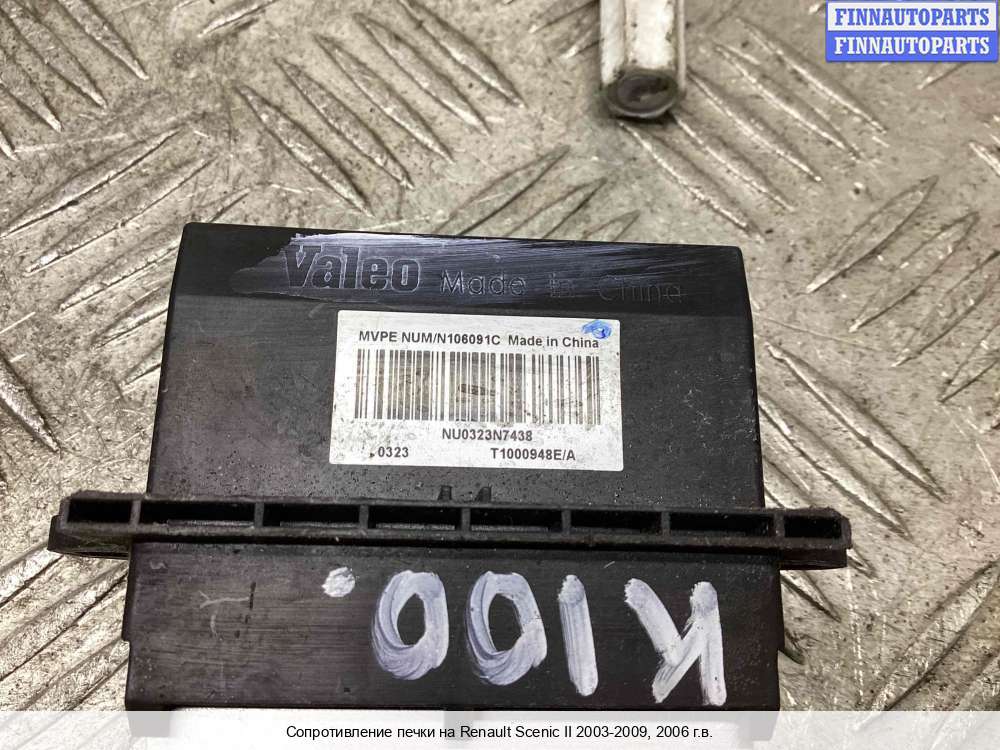 FINNAUTOPARTS
FINNAUTOPARTS
Valeo Made in China
MVPE NUM/N106091C Made in China
NU0323N7438
0323 T1000948E/A
K100
Сопротивление печки на Renault Scenic II 2003-2009, 2006 г.в.